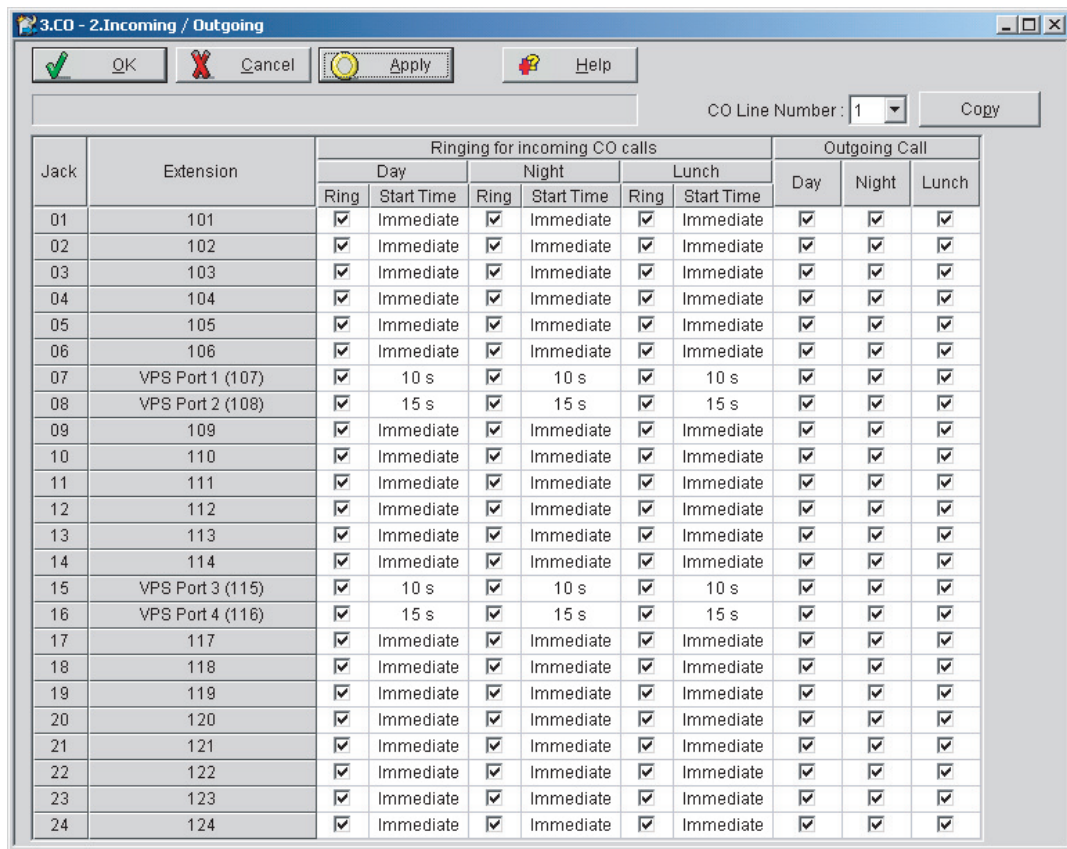 3.CO - 2.Incoming / Outgoing
OK Cancel Apply Help
CO Line Number : 1 Copy
Ringing for incoming CO calls Outgoing Call
Jack Extension Day Night Lunch Day Night Lunch
Ring Start Time Ring Start Time Ring Start Time
01 101 Immediate Immediate Immediate
02 102 Immediate Immediate Immediate
03 103 Immediate Immediate Immediate
04 104 Immediate Immediate Immediate
05 105 Immediate Immediate Immediate
06 106 Immediate Immediate Immediate
07 VPS Port 1 (107) 10 s 10 s 10 s
08 VPS Port 2 (108) 15 s 15 s 15 s
09 109 Immediate Immediate Immediate
10 110 Immediate Immediate Immediate
11 111 Immediate Immediate Immediate
12 112 Immediate Immediate Immediate
13 113 Immediate Immediate Immediate
14 114 Immediate Immediate Immediate
15 VPS Port 3 (115) 10 s 10 s 10 s
16 VPS Port 4 (116) 15 s 15 s 15 s
17 117 Immediate Immediate Immediate
18 118 Immediate Immediate Immediate
19 119 Immediate Immediate Immediate
20 120 Immediate Immediate Immediate
21 121 Immediate Immediate Immediate
22 122 Immediate Immediate Immediate
23 123 Immediate Immediate Immediate
24 124 Immediate Immediate Immediate